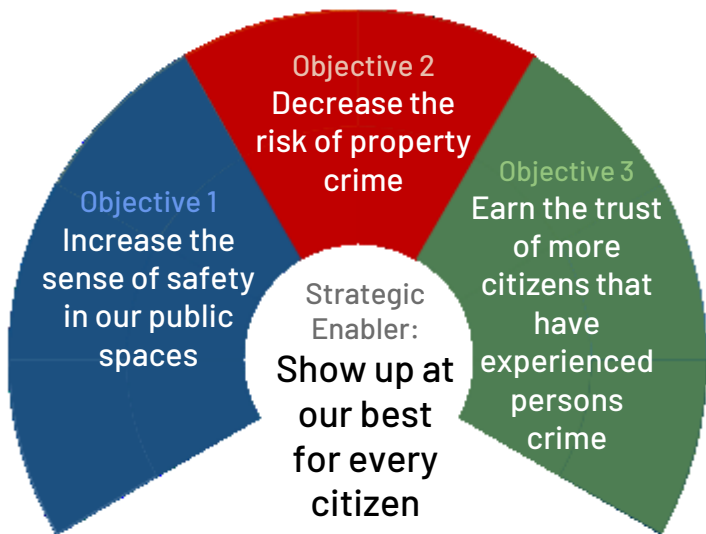 Objective 1
Increase the
sense of safety
in our public
spaces
Objective 2
Decrease the
risk of property
crime
Objective 3
Earn the trust
of more
citizens that
have
experienced
persons
crime
Strategic
Enabler:
Show up at
our best
for every
citizen